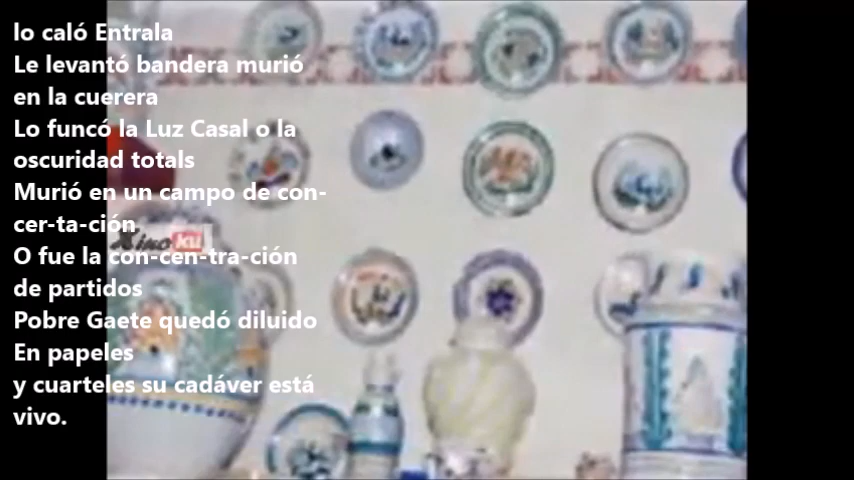 lo caló Entrala
Le levantó bandera murió
en la cuerera
Lo funcó la Luz Casal o la
oscuridad totals
Murió en un campo de con-
cer-ta-ción
Xinoku
O fue la con-cen-tra-ción
de partidos
Pobre Gaete quedó diluido
En papeles
y cuarteles su cadáver está
vivo.